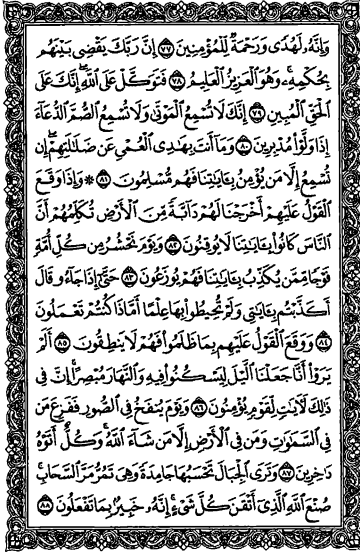 وَإِنَّهُۥ لَهُدًى وَرَحْمَةٌ لِّلْمُؤْمِنِينَ ٧٧ إِنَّ رَبَّكَ يَقْضِى بَيْنَهُم
بِحُكْمِهِۦ وَهُوَ ٱلْعَزِيزُ ٱلْعَلِيمُ ٧٨ فَتَوَكَّلْ عَلَى ٱللَّهِ إِنَّكَ عَلَى
ٱلْحَقِّ ٱلْمُبِينِ ٧٩ إِنَّكَ لَا تُسْمِعُ ٱلْمَوْتَىٰ وَلَا تُسْمِعُ ٱلصُّمَّ ٱلدُّعَآءَ
إِذَا وَلَّوْا۟ مُدْبِرِينَ ٨٠ وَمَآ أَنتَ بِهَٰدِى ٱلْعُمْىِ عَن ضَلَٰلَتِهِمْ إِن
تُسْمِعُ إِلَّا مَن يُؤْمِنُ بِـَٔايَٰتِنَا فَهُم مُّسْلِمُونَ ٨١ ۞ وَإِذَا وَقَعَ
ٱلْقَوْلُ عَلَيْهِمْ أَخْرَجْنَا لَهُمْ دَآبَّةً مِّنَ ٱلْأَرْضِ تُكَلِّمُهُمْ أَنَّ
ٱلنَّاسَ كَانُوا۟ بِـَٔايَٰتِنَا لَا يُوقِنُونَ ٨٢ وَيَوْمَ نَحْشُرُ مِن كُلِّ أُمَّةٍ
فَوْجًا مِّمَّن يُكَذِّبُ بِـَٔايَٰتِنَا فَهُمْ يُوزَعُونَ ٨٣ حَتَّىٰٓ إِذَا جَآءُو قَالَ
أَكَذَّبْتُم بِـَٔايَٰتِى وَلَمْ تُحِيطُوا۟ بِهَا عِلْمًا أَمَّاذَا كُنتُمْ تَعْمَلُونَ
٨٤ وَوَقَعَ ٱلْقَوْلُ عَلَيْهِم بِمَا ظَلَمُوا۟ فَهُمْ لَا يَنطِقُونَ ٨٥ أَلَمْ
يَرَوْا۟ أَنَّا جَعَلْنَا ٱلَّيْلَ لِيَسْكُنُوا۟ فِيهِ وَٱلنَّهَارَ مُبْصِرًا إِنَّ فِى
ذَٰلِكَ لَـَٔايَٰتٍ لِّقَوْمٍ يُؤْمِنُونَ ٨٦ وَيَوْمَ يُنفَخُ فِى ٱلصُّورِ فَفَزِعَ مَن
فِى ٱلسَّمَٰوَٰتِ وَمَن فِى ٱلْأَرْضِ إِلَّا مَن شَآءَ ٱللَّهُ وَكُلٌّ أَتَوْهُ
دَٰخِرِينَ ٨٧ وَتَرَى ٱلْجِبَالَ تَحْسَبُهَا جَامِدَةً وَهِىَ تَمُرُّ مَرَّ ٱلسَّحَابِ
صُنْعَ ٱللَّهِ ٱلَّذِىٓ أَتْقَنَ كُلَّ شَىْءٍ إِنَّهُۥ خَبِيرٌۢ بِمَا تَفْعَلُونَ ٨٨